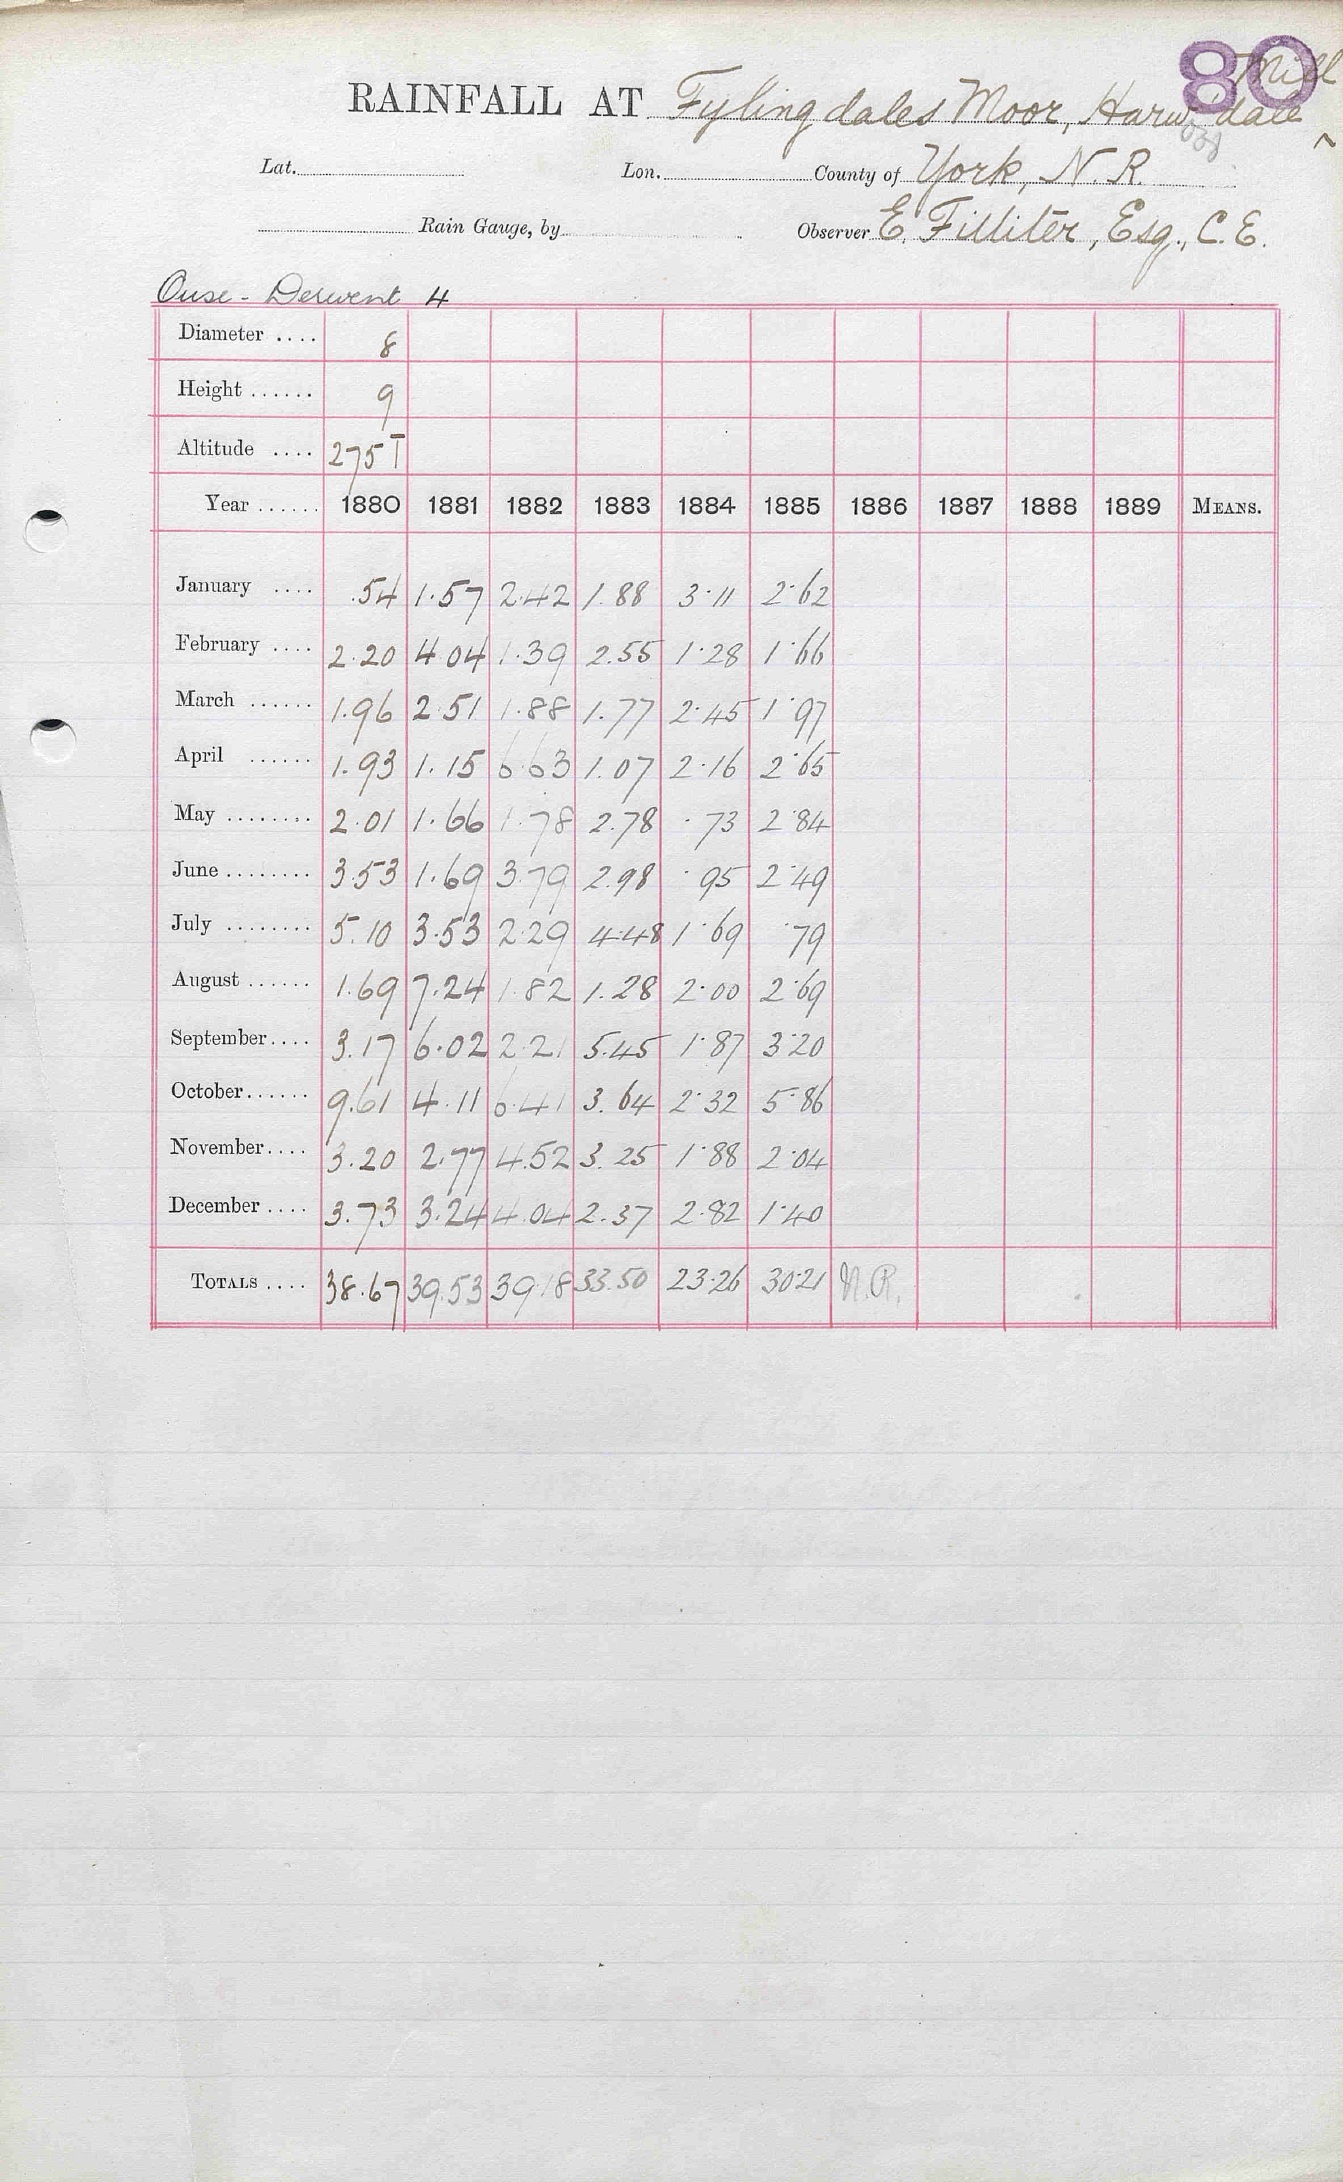 80
Mill
RAINFALL AT Fylingdales Moor, Harwdale
Lat. Lon. County of York, N. R.
Rain Gauge, by Observer E. Filliter, Esq., C. E.
Ouse - Derwent 4
Diameter .... 8
Height ...... 9
Altitude .... 275 T
Year ...... 1880 1881 1882 1883 1884 1885 1886 1887 1888 1889 MEANS.
January .... .54 1.57 2.42 1.88 3.11 2.62
February .... 2.20 4.04 1.39 2.55 1.28 1.66
March ...... 1.96 2.51 1.88 1.77 2.45 1.97
April ...... 1.93 1.15 6.63 1.07 2.16 2.65
May ........ 2.01 1.66 1.78 2.78 .73 2.84
June ........ 3.53 1.69 3.79 2.98 .95 2.49
July ........ 5.10 3.53 2.29 4.48 1.69 .79
August ...... 1.69 7.24 1.82 1.28 2.00 2.69
September .... 3.17 6.02 2.21 5.45 1.87 3.20
October ...... 9.61 4.11 6.41 3.64 2.32 5.86
November .... 3.20 2.77 4.52 3.25 1.88 2.04
December .... 3.73 3.24 4.04 2.37 2.82 1.40
TOTALS .... 38.67 39.53 39.18 33.50 23.26 30.21 N.R.